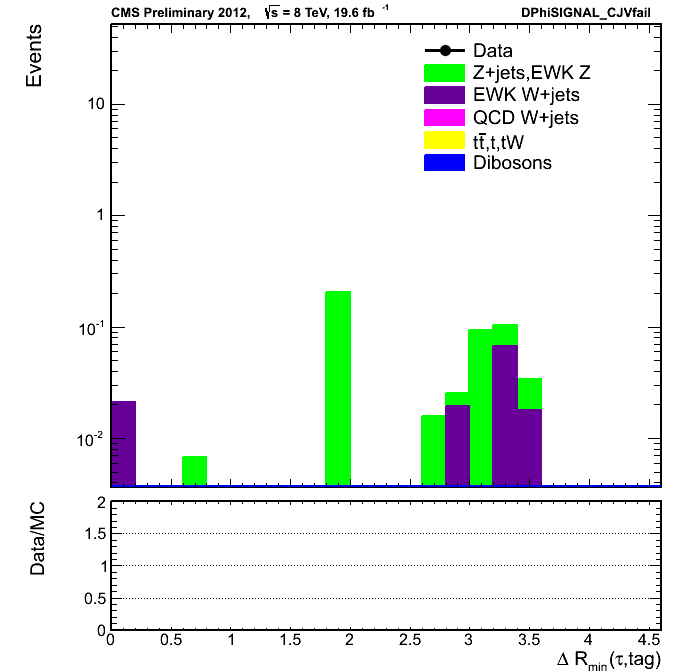 CMS Preliminary 2012, √s = 8 TeV, 19.6 fb⁻¹ DPhiSIGNAL_CJVfail
Events
Data
Z+jets,EWK Z
EWK W+jets
QCD W+jets
tt̄,t,tW
Dibosons
10
1
10⁻¹
10⁻²
Data/MC
2
1.5
1
0.5
0
0 0.5 1 1.5 2 2.5 3 3.5 4 4.5
Δ R_min(τ,tag)